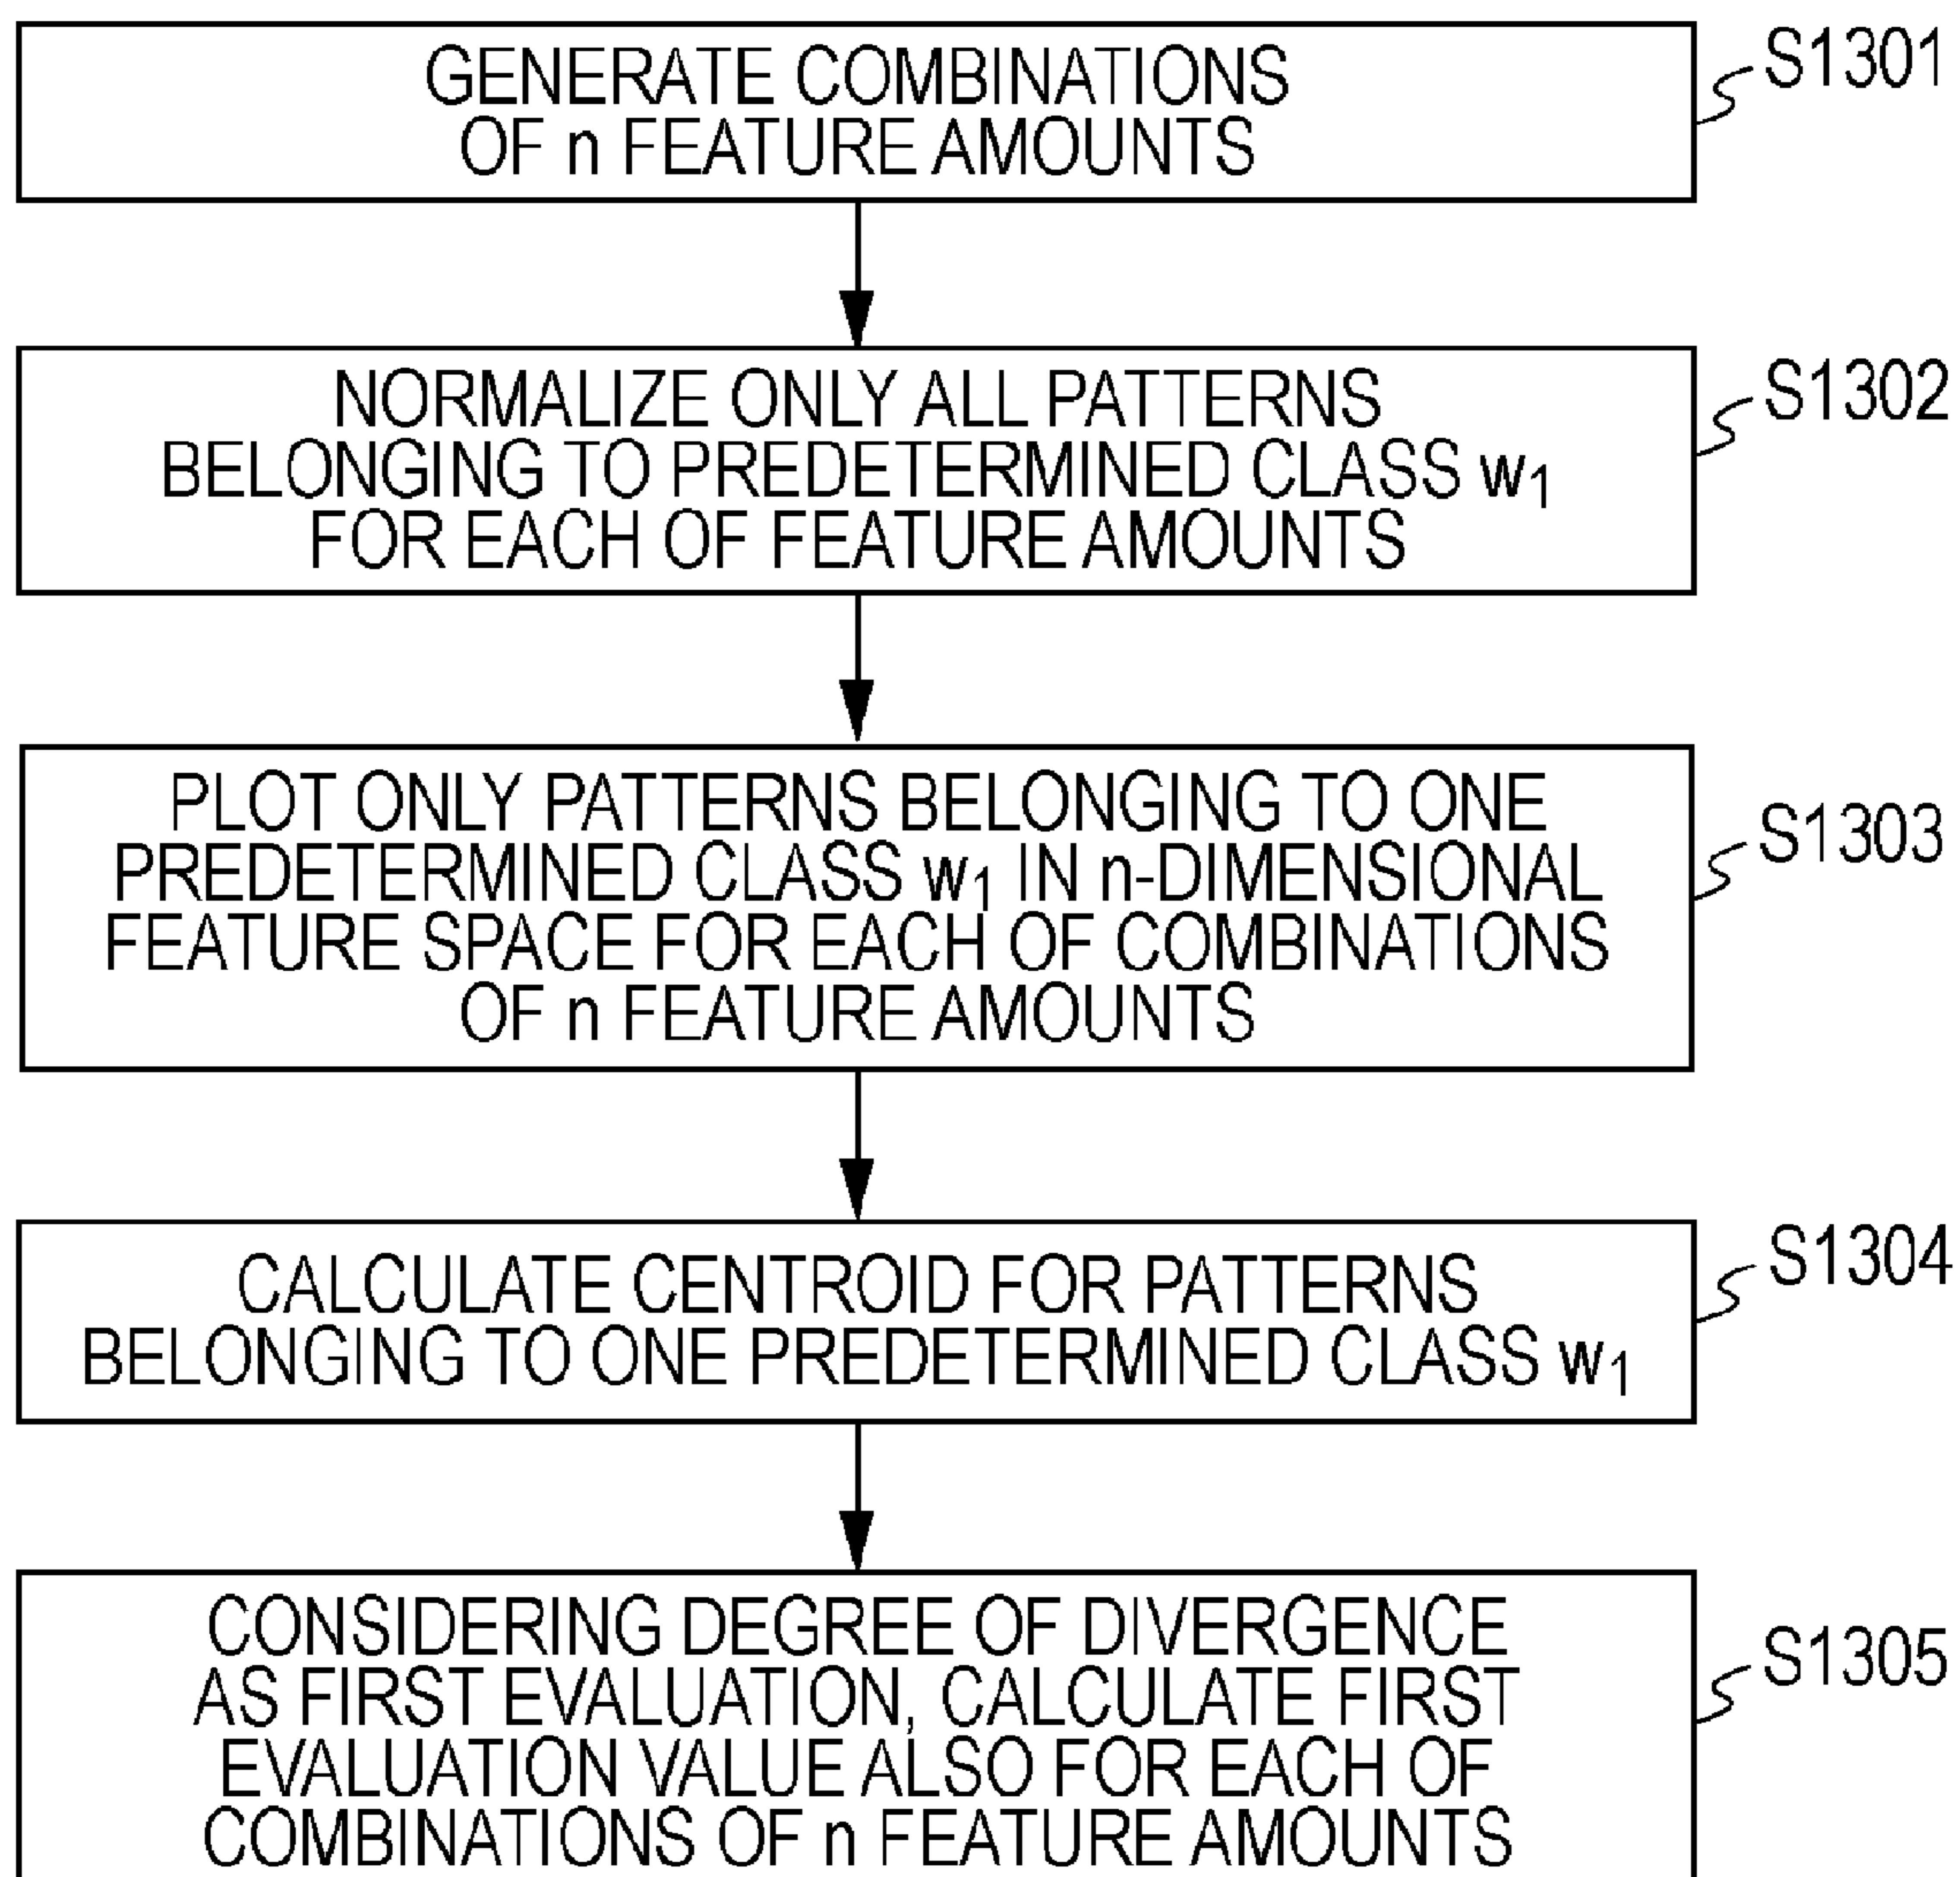 GENERATE COMBINATIONS
OF n FEATURE AMOUNTS
S1301
NORMALIZE ONLY ALL PATTERNS
BELONGING TO PREDETERMINED CLASS w₁
FOR EACH OF FEATURE AMOUNTS
S1302
PLOT ONLY PATTERNS BELONGING TO ONE
PREDETERMINED CLASS w₁ IN n-DIMENSIONAL
FEATURE SPACE FOR EACH OF COMBINATIONS
OF n FEATURE AMOUNTS
S1303
CALCULATE CENTROID FOR PATTERNS
BELONGING TO ONE PREDETERMINED CLASS w₁
S1304
CONSIDERING DEGREE OF DIVERGENCE
AS FIRST EVALUATION, CALCULATE FIRST
EVALUATION VALUE ALSO FOR EACH OF
COMBINATIONS OF n FEATURE AMOUNTS
S1305